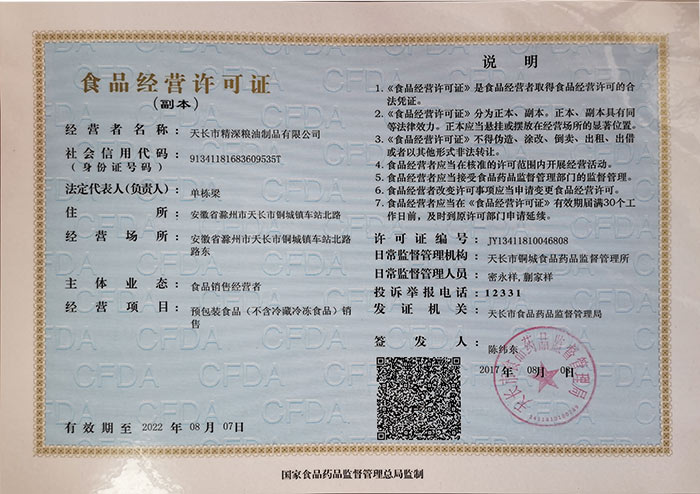 食品经营许可证
(副本)
经营者名称： 天长市精深粮油制品有限公司
社会信用代码： 91341181683609535T
(身份证号码)
法定代表人(负责人)： 单栋梁
住所： 安徽省滁州市天长市铜城镇车站北路
经营场所： 安徽省滁州市天长市铜城镇车站北路
路东
主体业态： 食品销售经营者
经营项目： 预包装食品（不含冷藏冷冻食品）销
售
有效期至 2022 年 08 月 07日
说 明
1. 《食品经营许可证》是食品经营者取得食品经营许可的合
法凭证。
2. 《食品经营许可证》分为正本、副本。正本、副本具有同
等法律效力。正本应当悬挂或摆放在经营场所的显著位置。
3. 《食品经营许可证》不得伪造、涂改、倒卖、出租、出借
或者以其他形式非法转让。
4. 食品经营者应当在许可的范围内开展经营活动。
5. 食品经营者应当接受食品药品监督管理部门的监督管理。
6. 食品经营者改变许可事项应当申请变更食品经营许可。
7. 食品经营者应当在《食品经营许可证》有效期届满30个工
作日前，及时到原许可部门申请延续。
许可证编号： JY13411810046808
日常监督管理机构： 天长市铜城食品药品监督管理所
日常监督管理人员： 密永祥, 蒯家祥
投诉举报电话： 12331
发证机关： 天长市食品药品监督管理局
签发人： 陈纬东
2017 年 08月 日
天长市食品药品监督管理局
国家食品药品监督管理总局监制
CFDA